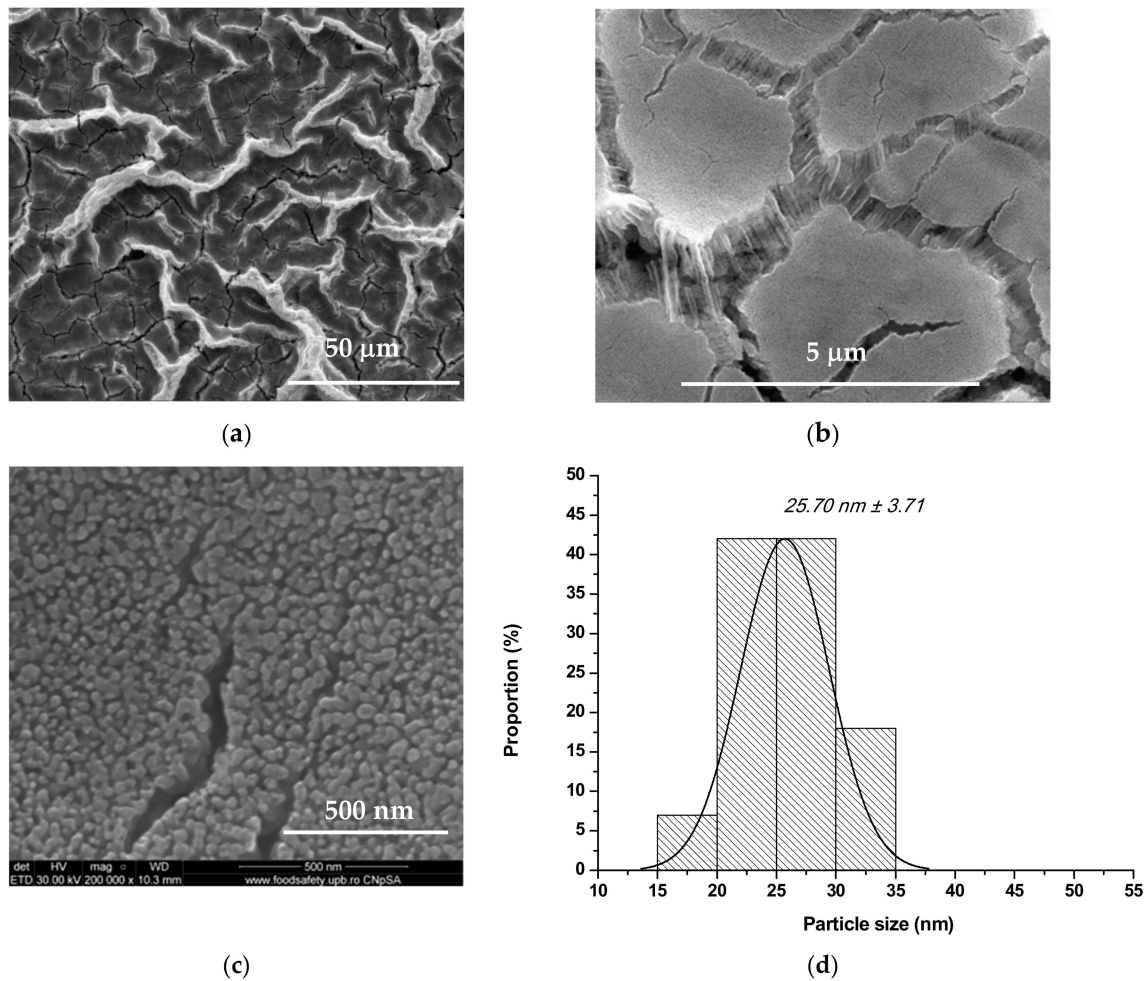 50 μm
5 μm
(a)
(b)
500 nm
det HV mag □ WD 500 nm
ETD 30.00 kV 200 000 x 10.3 mm www.foodsafety.upb.ro CNpSA
(c)
25.70 nm ± 3.71
Proportion (%)
50
45
40
35
30
25
20
15
10
5
0
10 15 20 25 30 35 40 45 50 55
Particle size (nm)
(d)